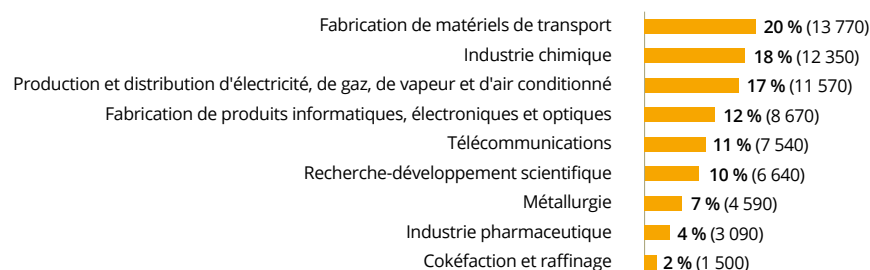 Fabrication de matériels de transport 20 % (13 770)
Industrie chimique 18 % (12 350)
Production et distribution d'électricité, de gaz, de vapeur et d'air conditionné 17 % (11 570)
Fabrication de produits informatiques, électroniques et optiques 12 % (8 670)
Télécommunications 11 % (7 540)
Recherche-développement scientifique 10 % (6 640)
Métallurgie 7 % (4 590)
Industrie pharmaceutique 4 % (3 090)
Cokéfaction et raffinage 2 % (1 500)